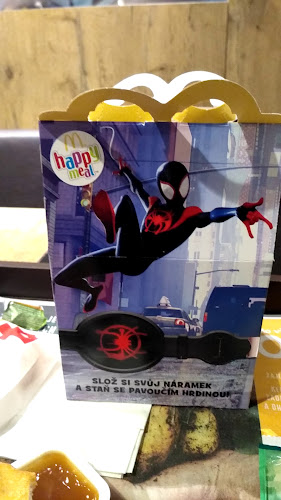 happy
meal
SLOŽ SI SVŮJ NÁRAMEK
A STAŇ SE PAVOUČÍM HRDINOU!